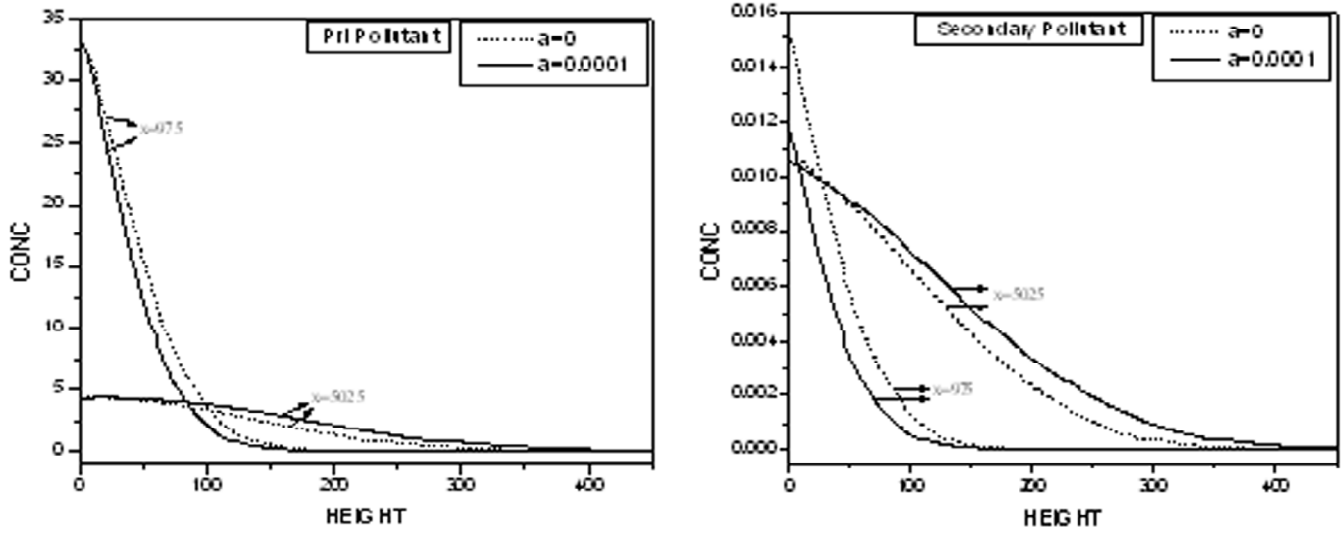 Pri Pollutant
a=0
a=0.0001
35
30
25
20
15
10
5
0
CONC
x=97.5
x=502.5
0
100
200
300
400
HEIGHT
Secondary Pollutant
a=0
a=0.0001
0.016
0.014
0.012
0.010
0.008
0.006
0.004
0.002
0.000
CONC
x=502.5
x=97.5
0
100
200
300
400
HEIGHT